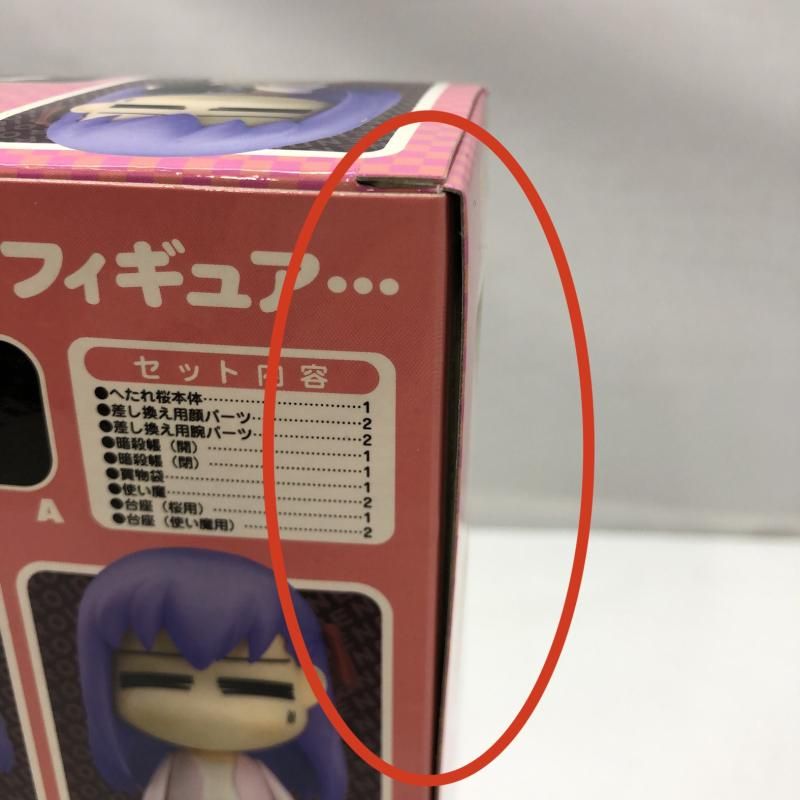 フィギュア…
セット内容
●へたれ桜本体…………………1
●差し換え用顔パーツ…………2
●差し換え用腕パーツ…………2
●暗殺帳（開）…………………1
●暗殺帳（閉）…………………1
●買物袋…………………………1
●使い魔…………………………2
●台座（桜用）…………………1
●台座（使い魔用）……………2
A